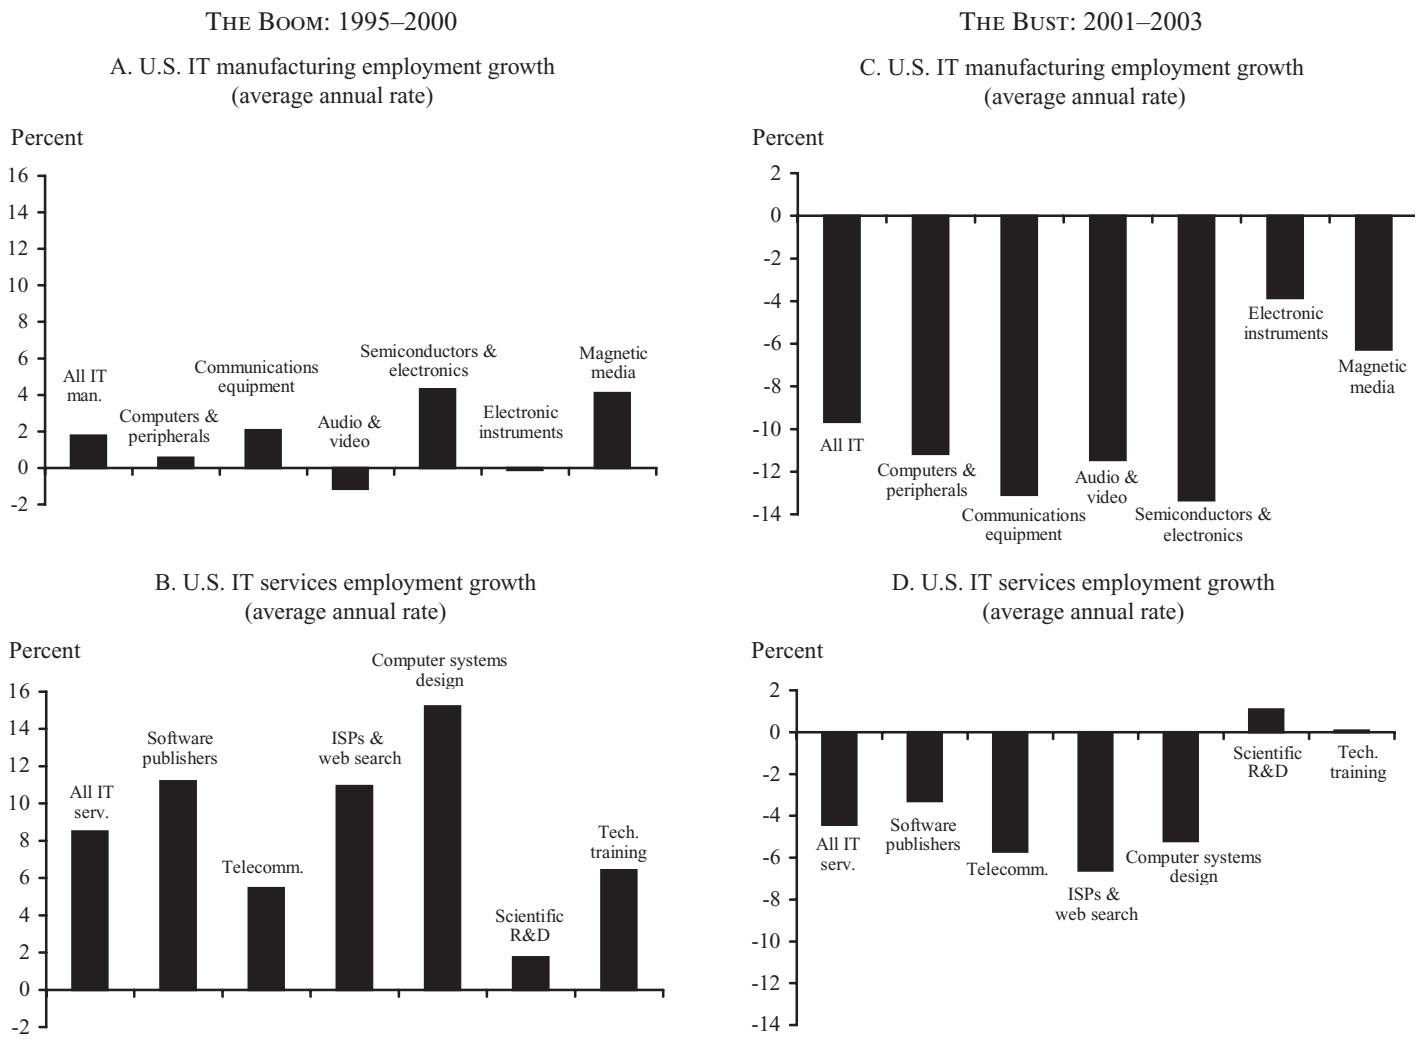 THE BOOM: 1995–2000
A. U.S. IT manufacturing employment growth
(average annual rate)
Percent
16
14
12
10
8
6
4
2
0
-2
All IT
man.
Computers &
peripherals
Communications
equipment
Audio &
video
Semiconductors &
electronics
Electronic
instruments
Magnetic
media
THE BUST: 2001–2003
C. U.S. IT manufacturing employment growth
(average annual rate)
Percent
2
0
-2
-4
-6
-8
-10
-12
-14
All IT
Computers &
peripherals
Communications
equipment
Audio &
video
Semiconductors &
electronics
Electronic
instruments
Magnetic
media
B. U.S. IT services employment growth
(average annual rate)
Percent
16
14
12
10
8
6
4
2
0
-2
All IT
serv.
Software
publishers
Telecomm.
ISPs &
web search
Computer systems
design
Scientific
R&D
Tech.
training
D. U.S. IT services employment growth
(average annual rate)
Percent
2
0
-2
-4
-6
-8
-10
-12
-14
All IT
serv.
Software
publishers
Telecomm.
ISPs &
web search
Computer systems
design
Scientific
R&D
Tech.
training